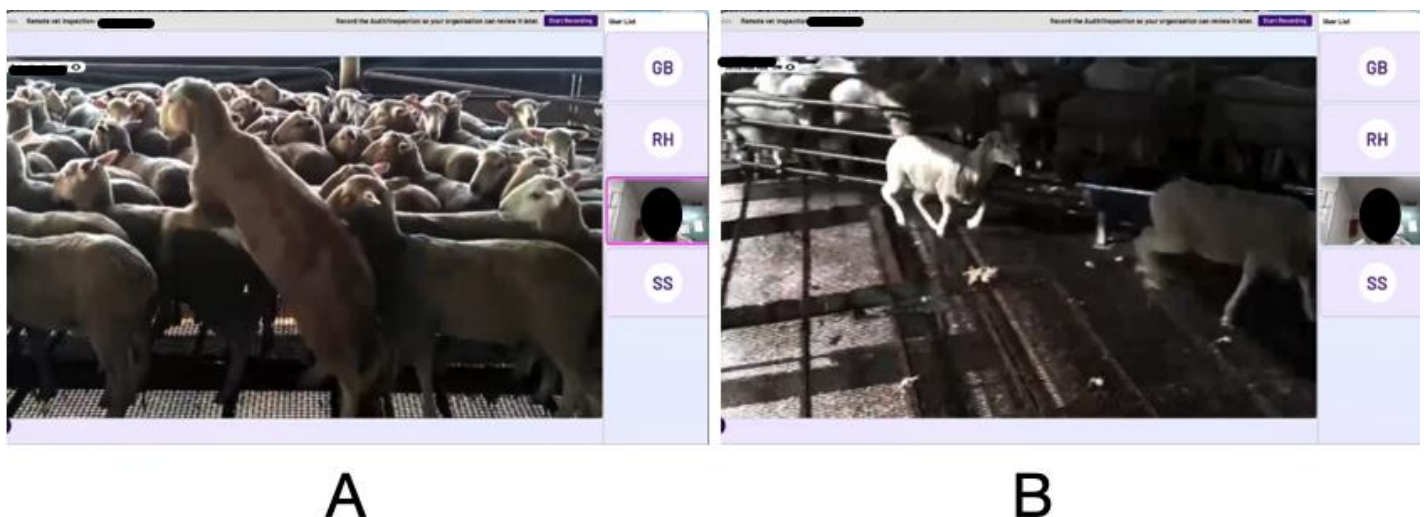 Remote vet inspection:
Record the Audit/Inspection so your organisation can review it later.
Start Recording
User List
GB
RH
SS
Remote vet inspection:
Record the Audit/Inspection so your organisation can review it later.
Start Recording
User List
GB
RH
SS
A
B